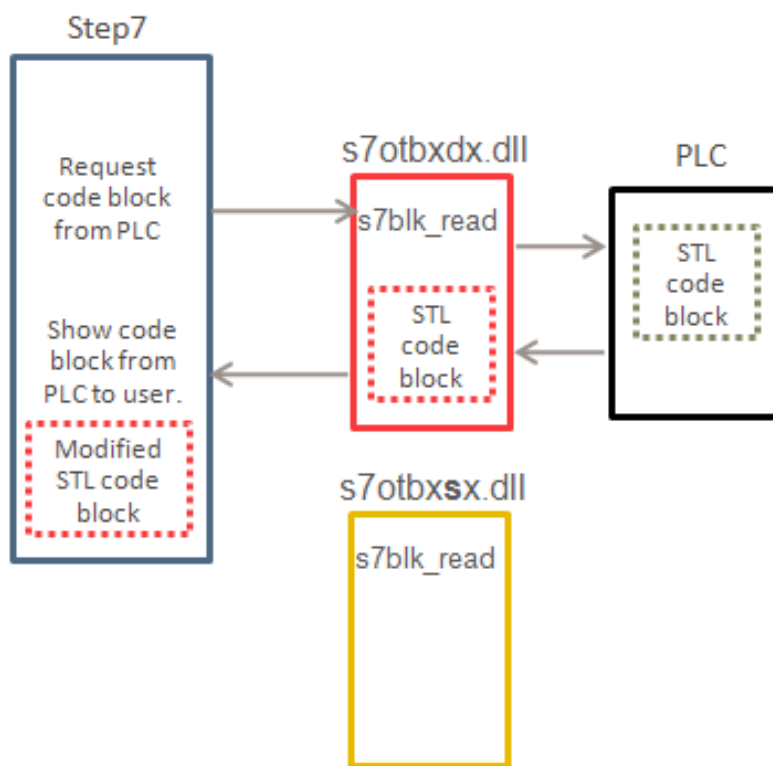 Step7
Request
code block
from PLC
Show code
block from
PLC to user.
Modified
STL code
block
s7otbxdx.dll
s7blk_read
STL
code
block
PLC
STL
code
block
s7otbxsx.dll
s7blk_read